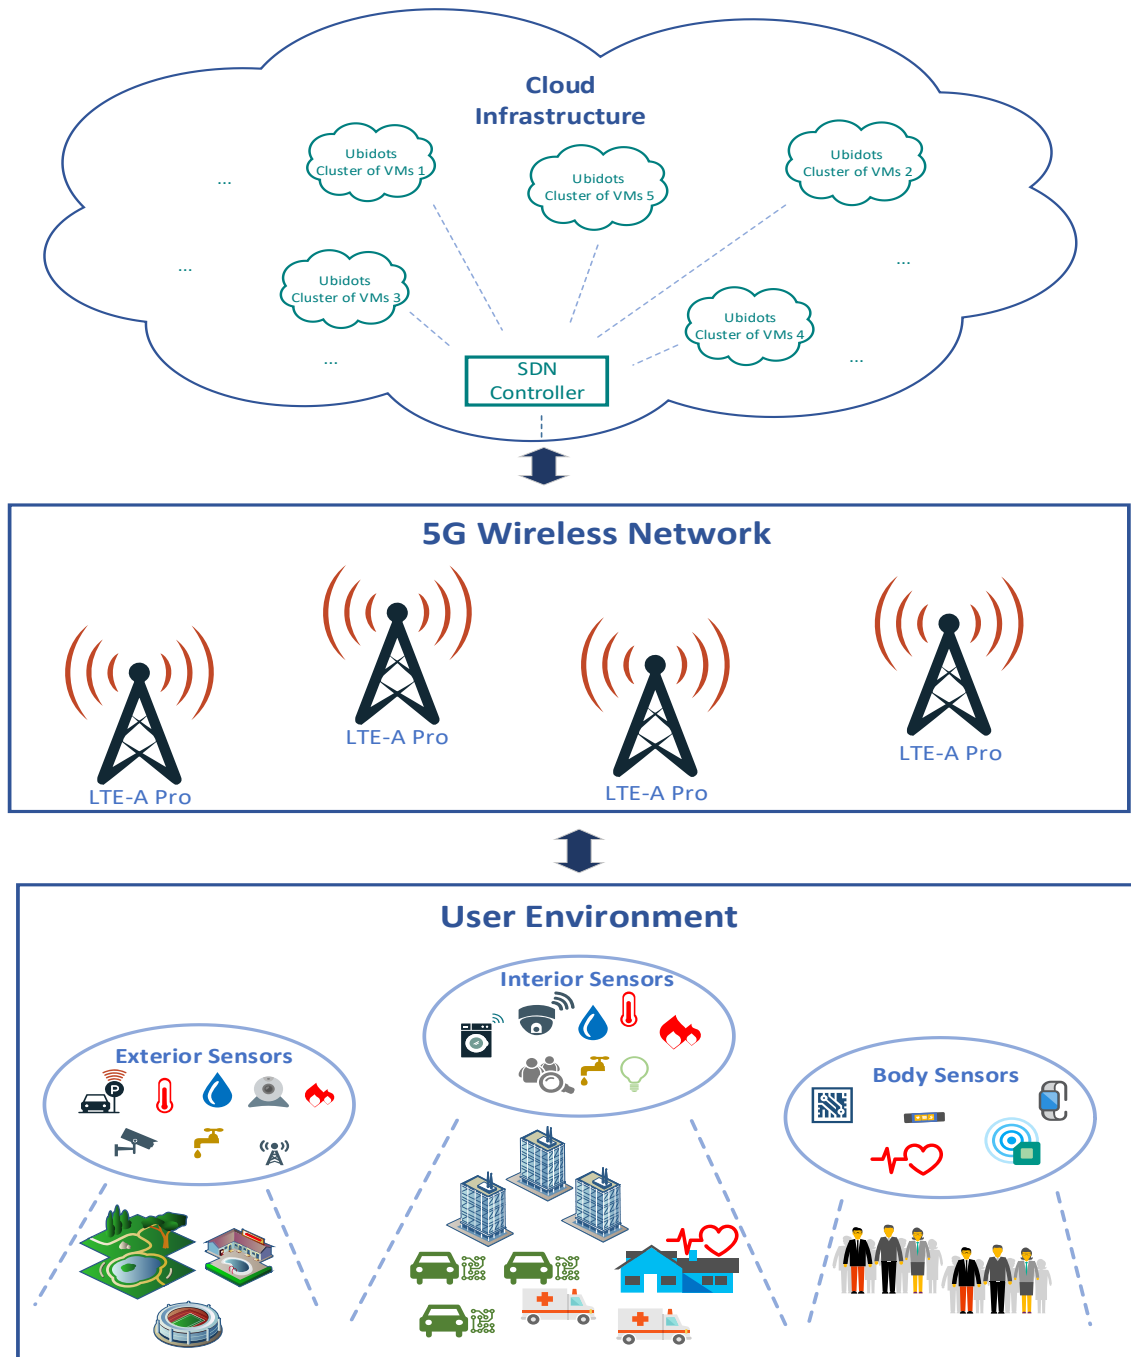 Cloud
Infrastructure
Ubidots
Cluster of VMs 1
Ubidots
Cluster of VMs 5
Ubidots
Cluster of VMs 2
...
...
Ubidots
Cluster of VMs 3
...
Ubidots
Cluster of VMs 4
...
...
SDN
Controller
5G Wireless Network
LTE-A Pro
LTE-A Pro
LTE-A Pro
LTE-A Pro
User Environment
Interior Sensors
Exterior Sensors
P
Body Sensors